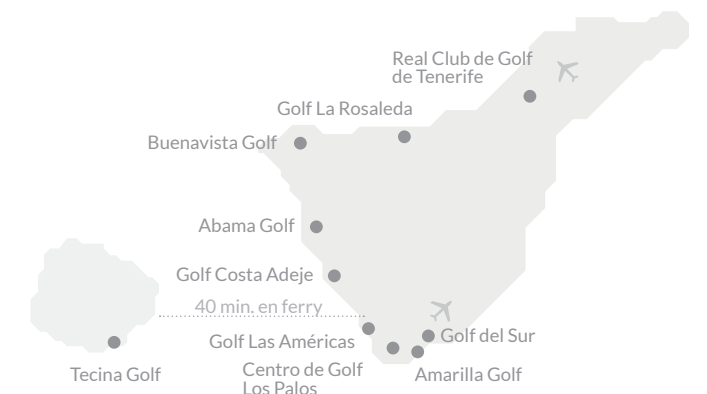 Real Club de Golf
de Tenerife
Golf La Rosaleda
Buenavista Golf
Abama Golf
Golf Costa Adeje
40 min. en ferry
Golf Las Américas
Golf del Sur
Centro de Golf
Los Palos
Amarilla Golf
Tecina Golf